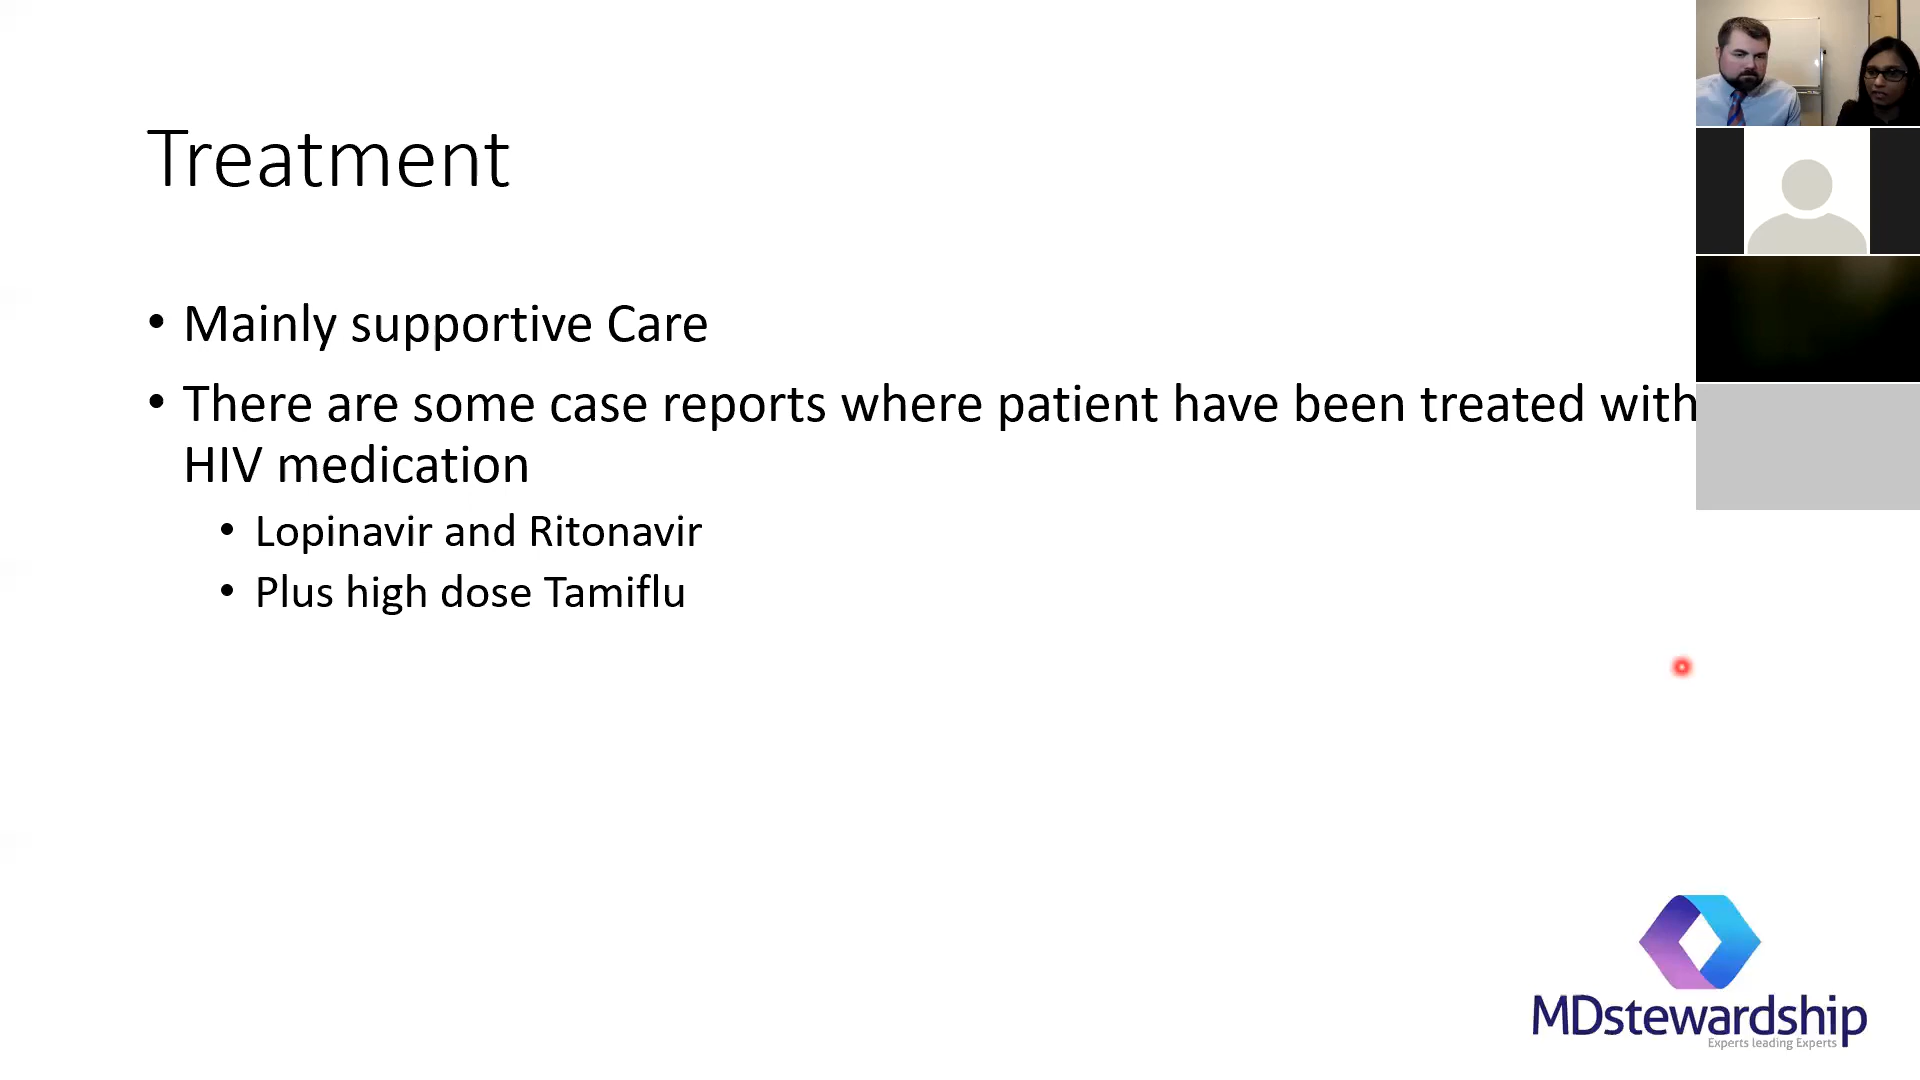 Treatment
• Mainly supportive Care
• There are some case reports where patient have been treated with
HIV medication
• Lopinavir and Ritonavir
• Plus high dose Tamiflu
MDstewardship
Experts leading Experts